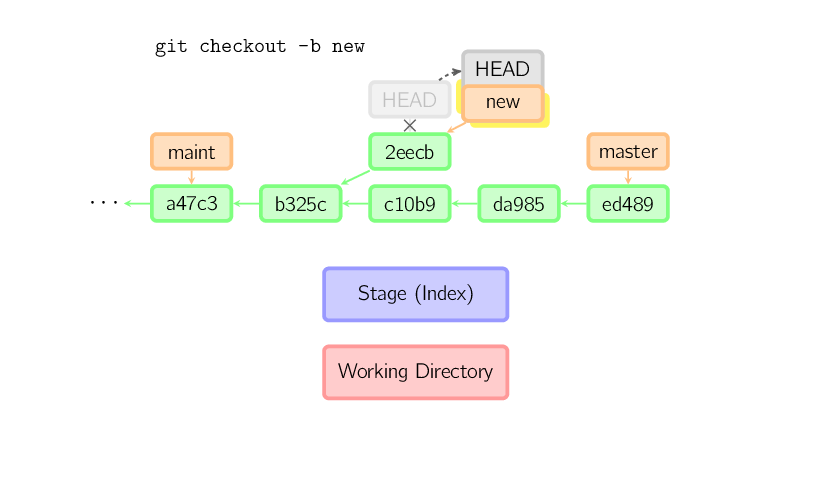 git checkout -b new
HEAD
HEAD
new
maint
2eecb
master
...
a47c3
b325c
c10b9
da985
ed489
Stage (Index)
Working Directory